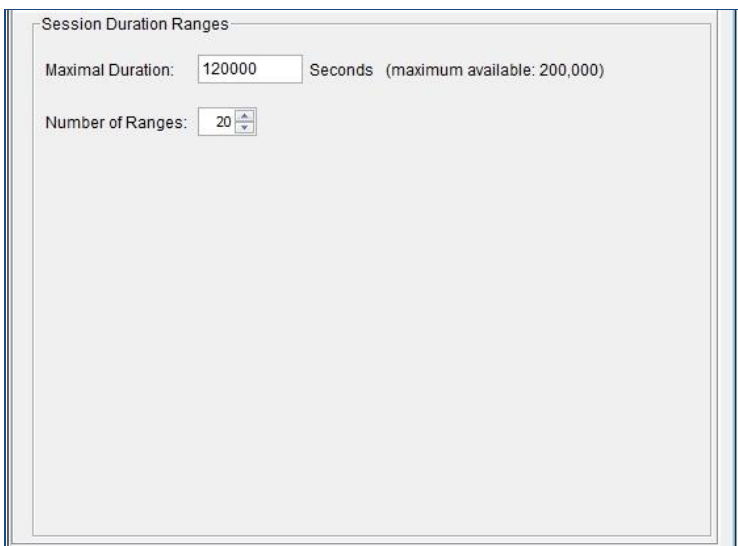 Session Duration Ranges
Maximal Duration: 120000 Seconds (maximum available: 200,000)
Number of Ranges: 20